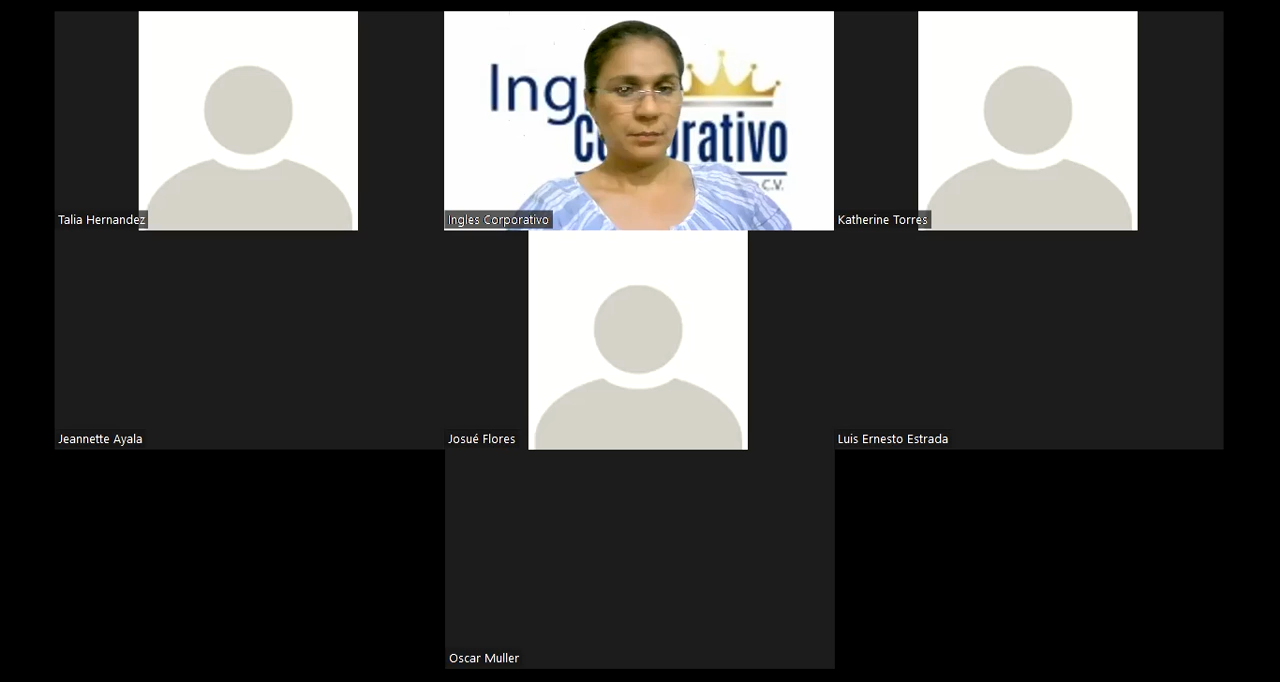 Ing
Corporativo
C.V.
Talia Hernandez
Ingles Corporativo
Katherine Torres
Jeannette Ayala
Josué Flores
Luis Ernesto Estrada
Oscar Muller